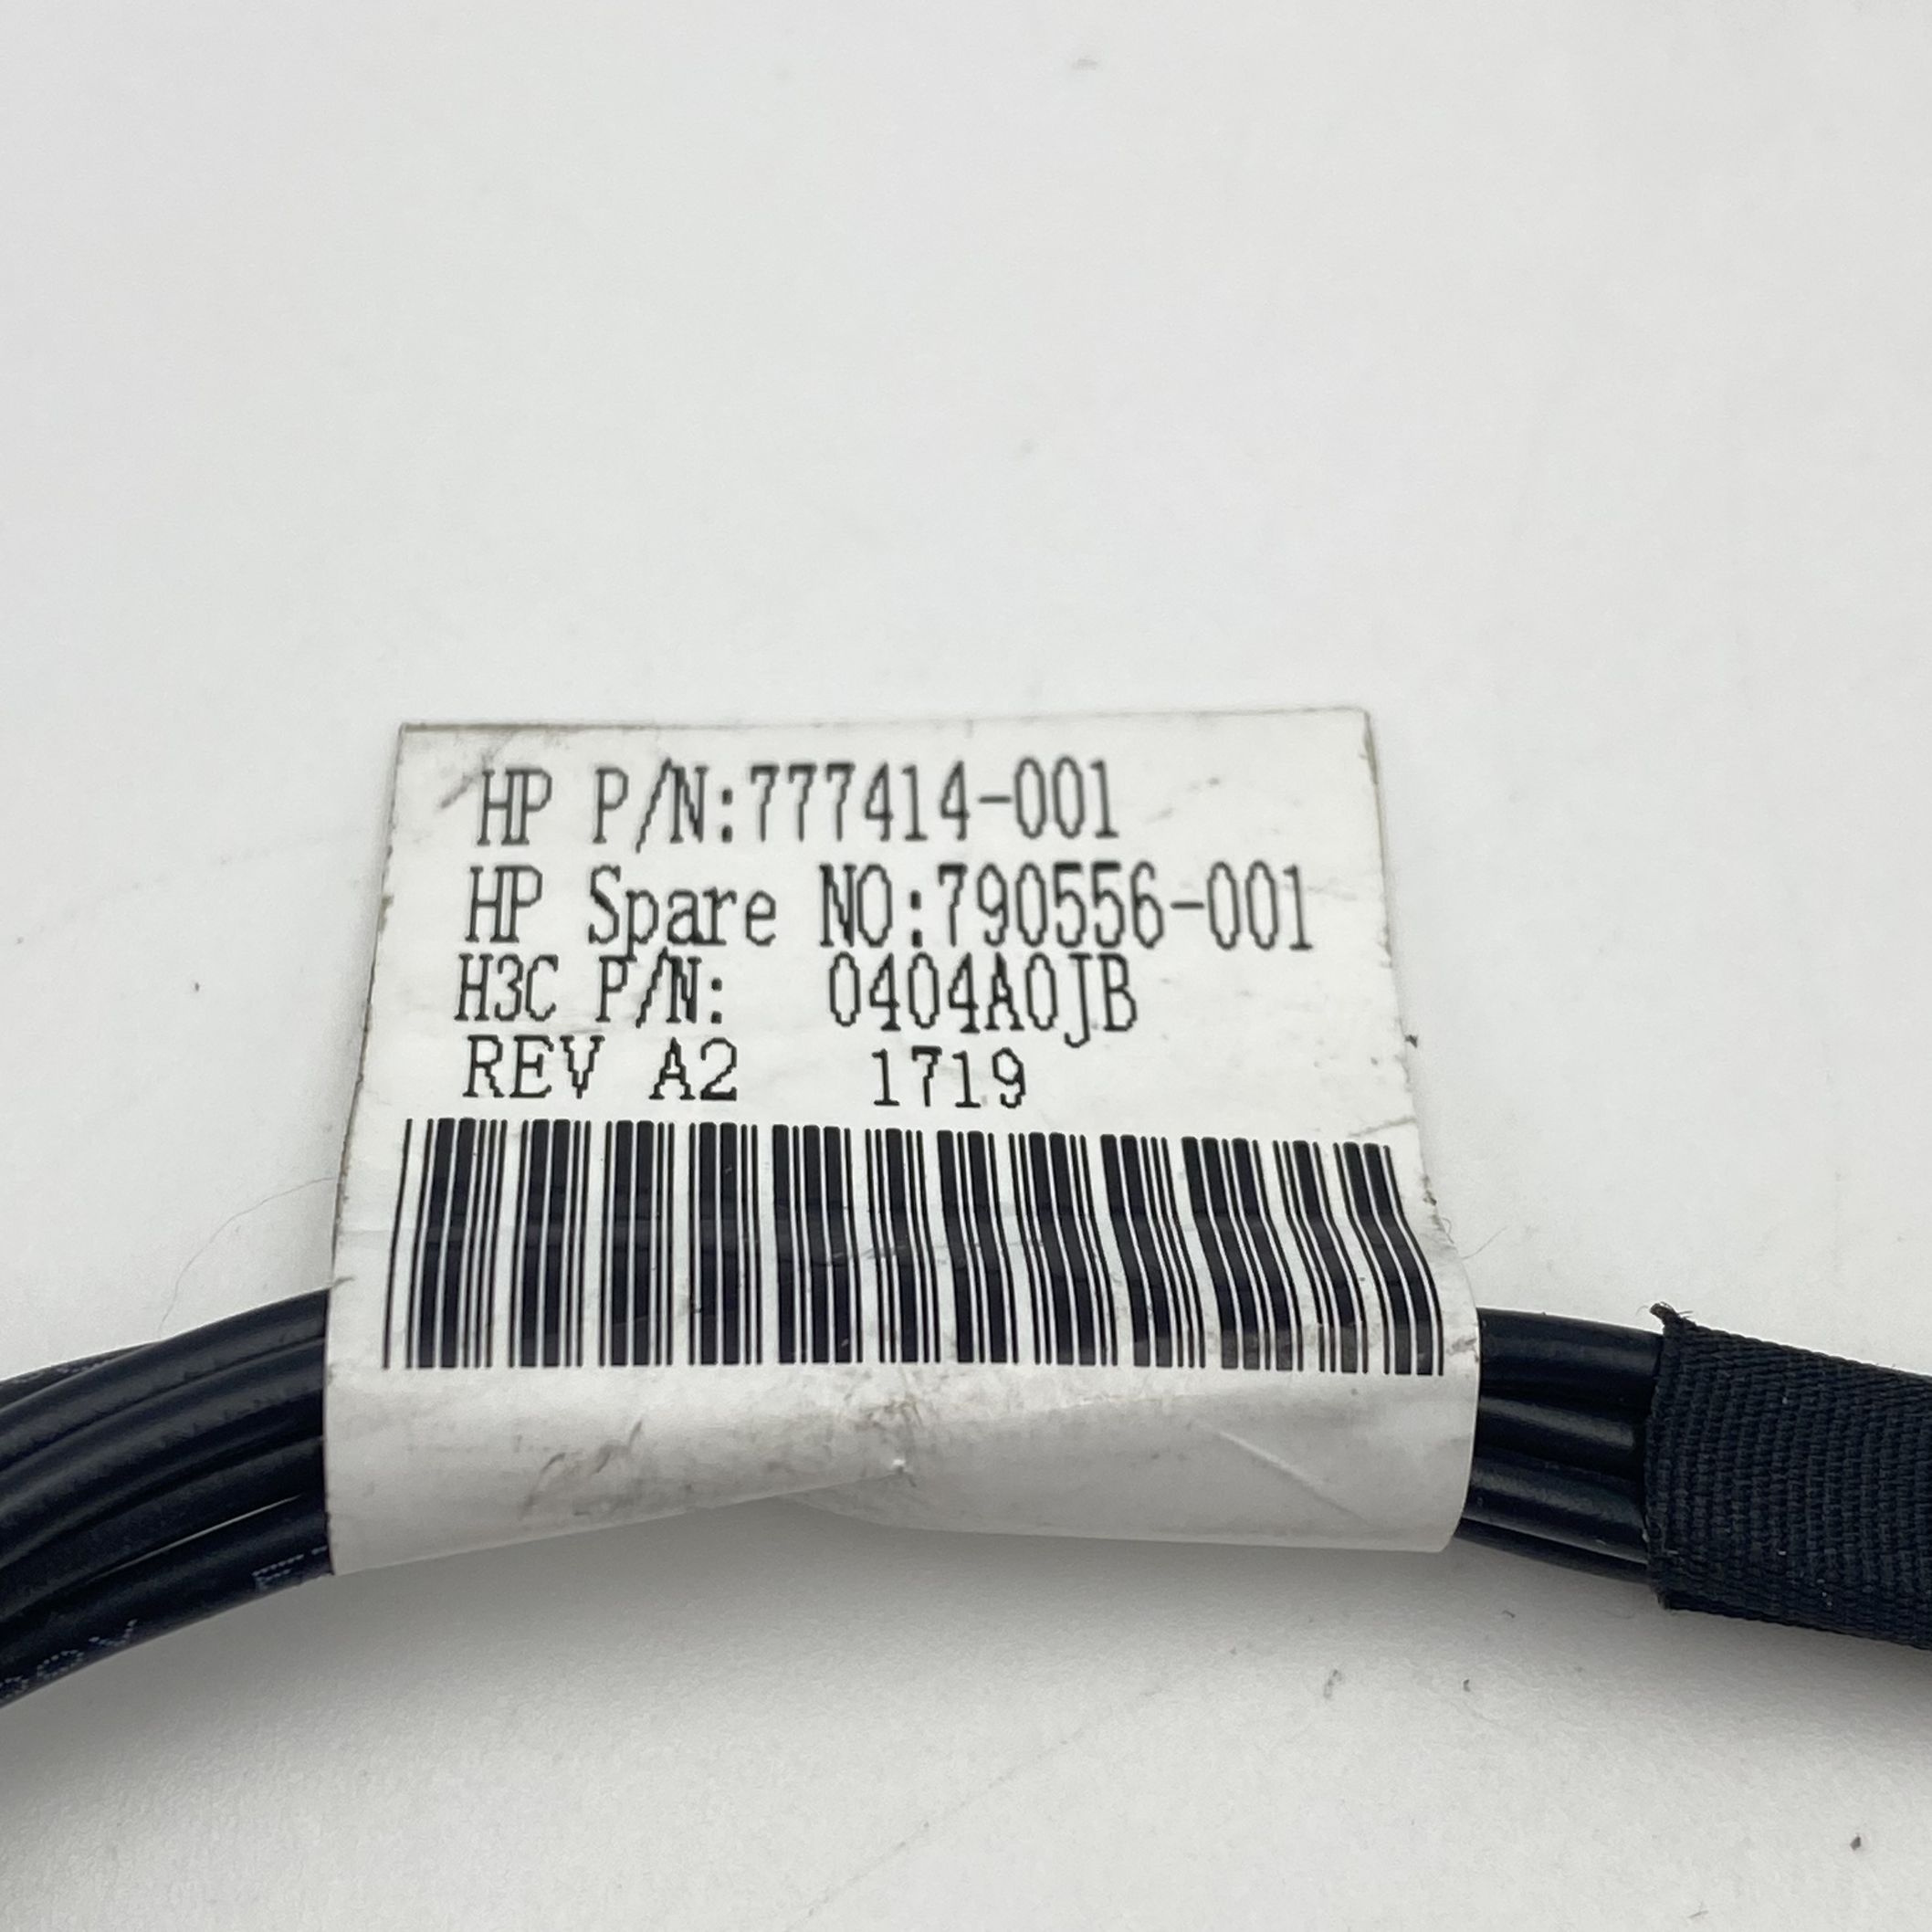 HP P/N:777414-001
HP Spare NO:790556-001
H3C P/N: 0404A0JB
REV A2 1719